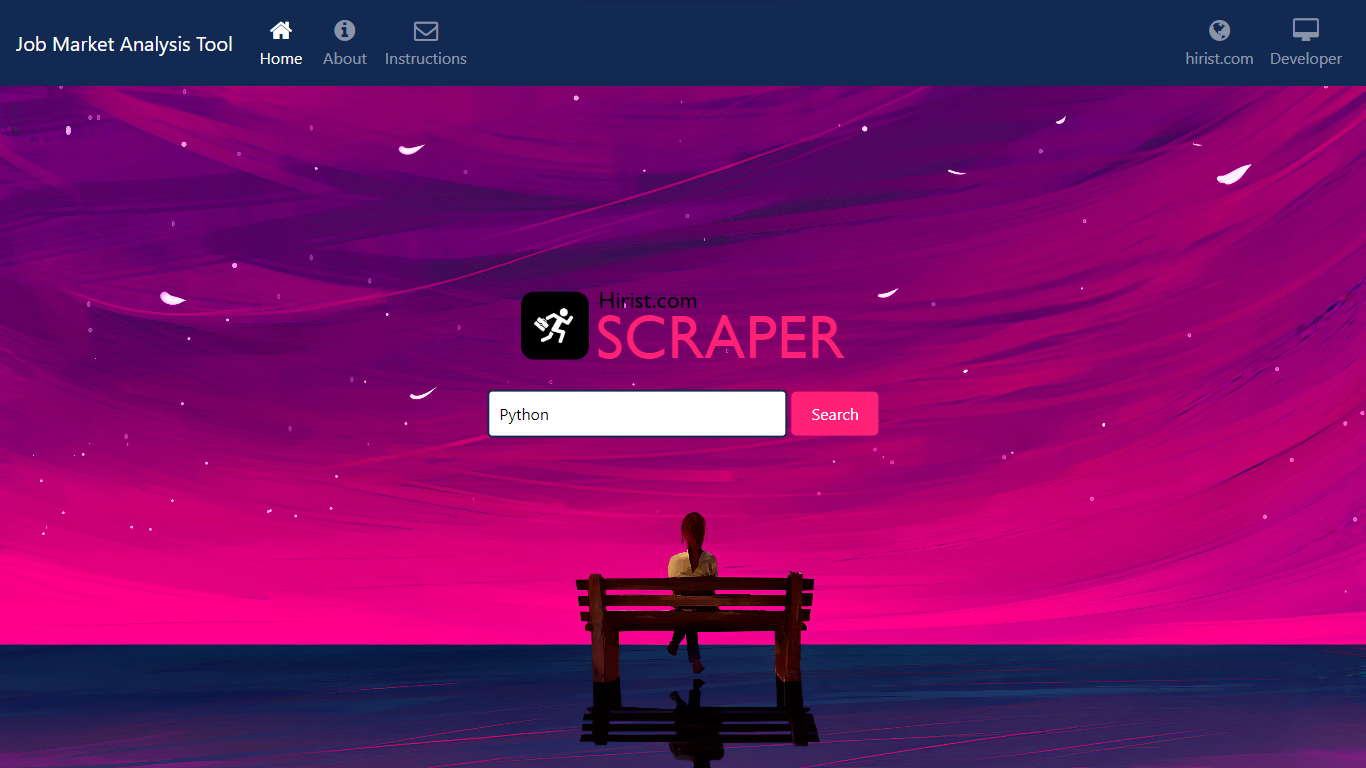 Job Market Analysis Tool
Home
About
Instructions
hirist.com
Developer
Hirist.com
SCRAPER
Python
Search